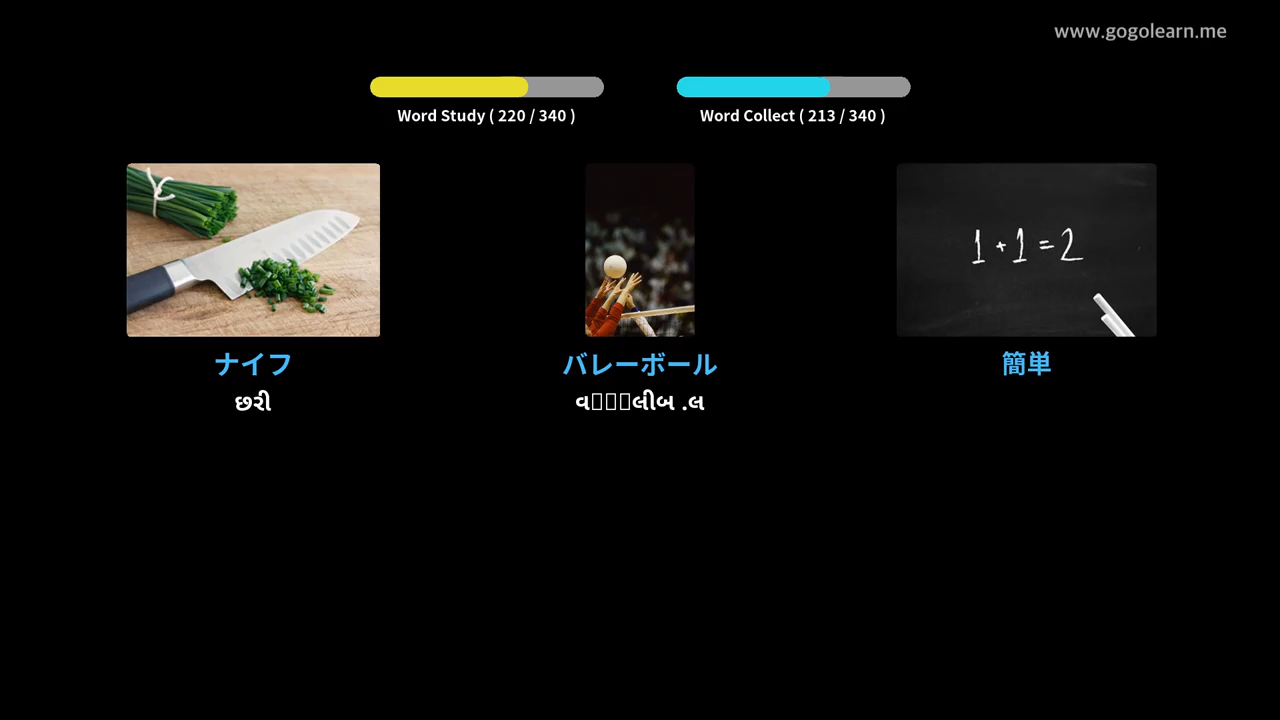 www.gogolearn.me
Word Study ( 220 / 340 )
Word Collect ( 213 / 340 )
1 + 1 = 2
ナイフ
バレーボール
簡単
છરી